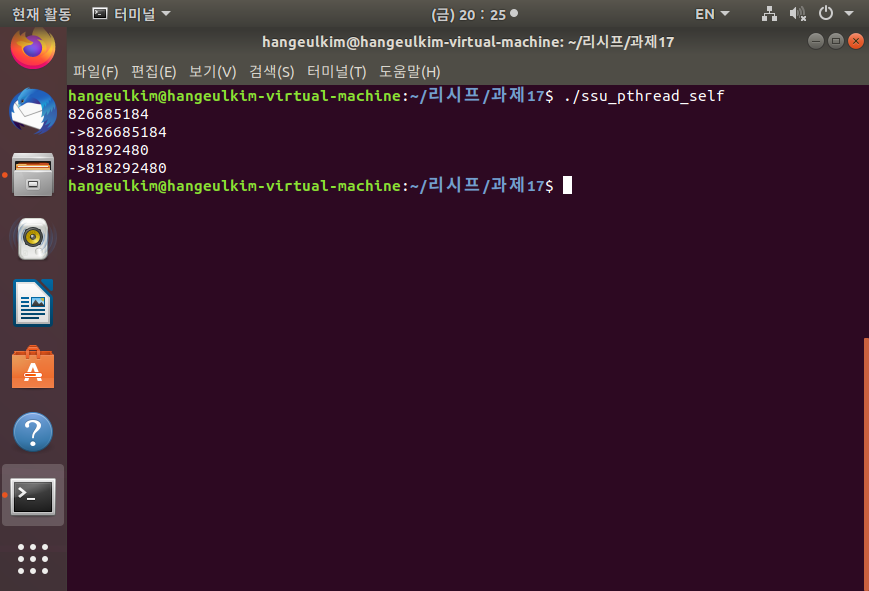 현재 활동 터미널 (금) 20 : 25 EN
hangeulkim@hangeulkim-virtual-machine: ~/리시프/과제17
파일(F) 편집(E) 보기(V) 검색(S) 터미널(T) 도움말(H)
hangeulkim@hangeulkim-virtual-machine:~/리시프/과제17$ ./ssu_pthread_self
826685184
->826685184
818292480
->818292480
hangeulkim@hangeulkim-virtual-machine:~/리시프/과제17$